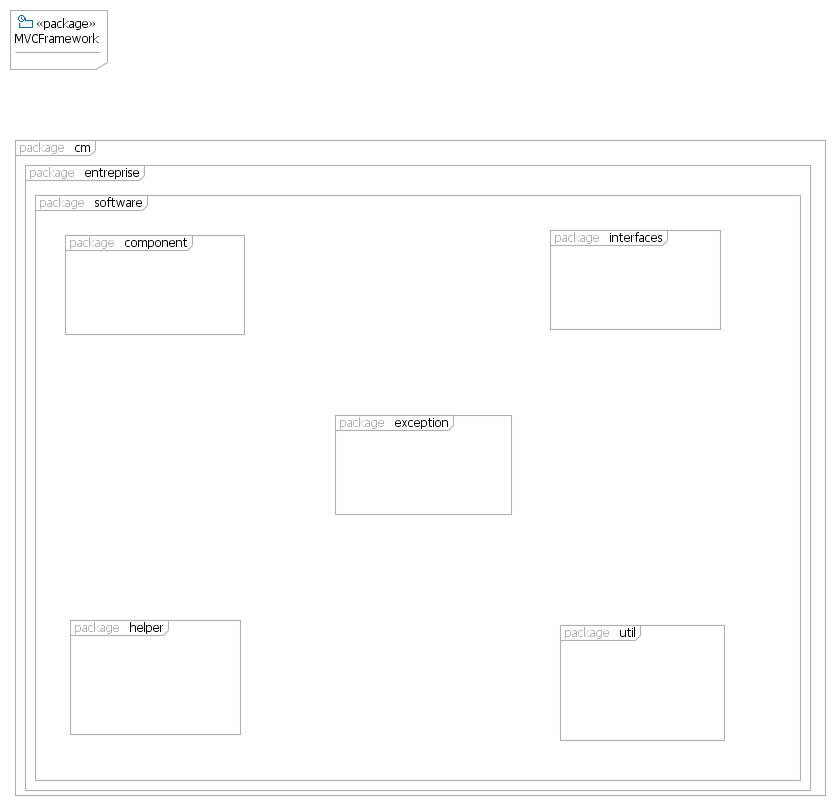 «package»
MVCFramework
package cm
package entreprise
package software
package component
package interfaces
package exception
package helper
package util